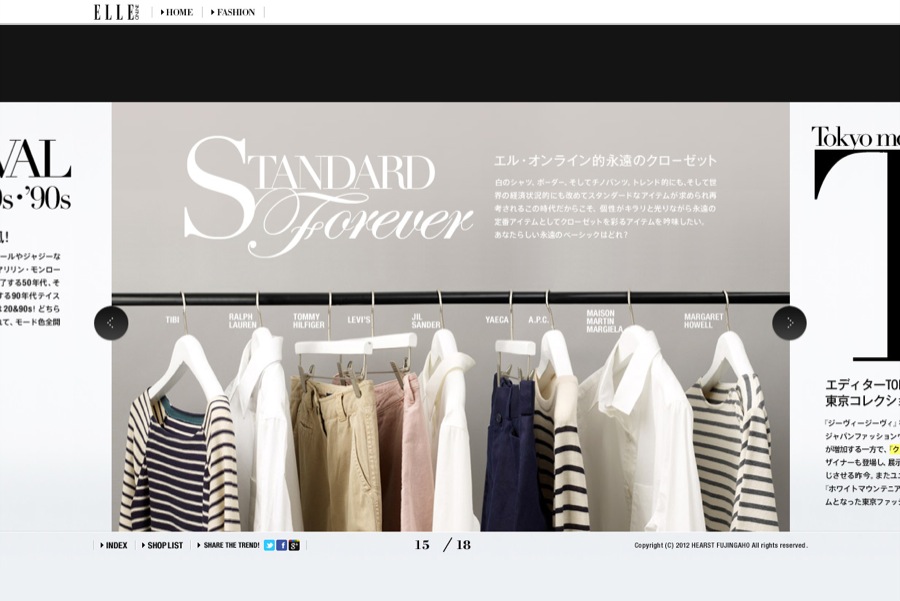 ELLE
HOME
FASHION
VAL
0s・'90s
STANDARD
Forever
エル・オンライン的永遠のクローゼット
白のシャツ、ボーダー、そしてチノパンツ。トレンド的にも、そして世
界の経済状況的にも改めてスタンダードなアイテムが求められ再
考されるこの時代だからこそ、個性がキラリと光りながら永遠の
定番アイテムとしてクローゼットを彩るアイテムを吟味したい。
あなたらしい永遠のベーシックはどれ？
ールやジャジーな
アリリン・モンロー
了する50年代、そ
する90年代テイス
20&90s! どちら
れて、モード色全開
TIBI
RALPH
LAUREN
TOMMY
HILFIGER
LEVI'S
JIL
SANDER
YAECA
A.P.C.
MAISON
MARTIN
MARGIELA
MARGARET
HOWELL
Tokyo mo
T
エディターTO
東京コレクシ
『ジーヴィージーヴィ』
ジャパンファッション
が増加する一方で、『ク
ザイナーも登場し、展
じさせる昨今。またユ
『ホワイトマウンテニア
ムとなった東京ファッ
INDEX
SHOP LIST
SHARE THE TREND!
15 / 18
Copyright (C) 2012 HEARST FUJINGAHO All rights reserved.